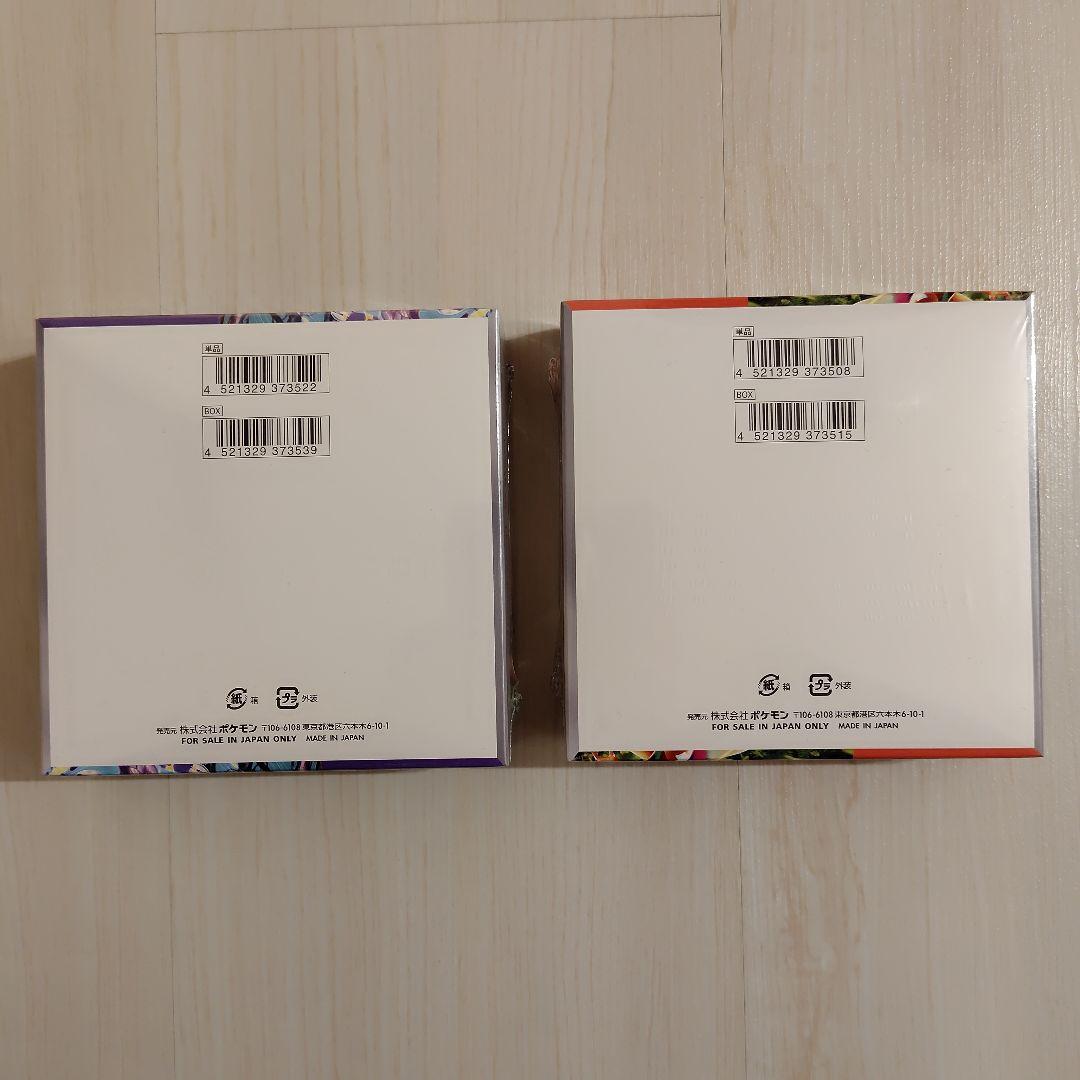 単品
4 521329 373522
BOX
4 521329 373539
紙 箱 プラ 外装
発売元 株式会社ポケモン 〒106-6108 東京都港区六本木6-10-1
FOR SALE IN JAPAN ONLY MADE IN JAPAN
単品
4 521329 373508
BOX
4 521329 373515
紙 箱 プラ 外装
発売元 株式会社ポケモン 〒106-6108 東京都港区六本木6-10-1
FOR SALE IN JAPAN ONLY MADE IN JAPAN